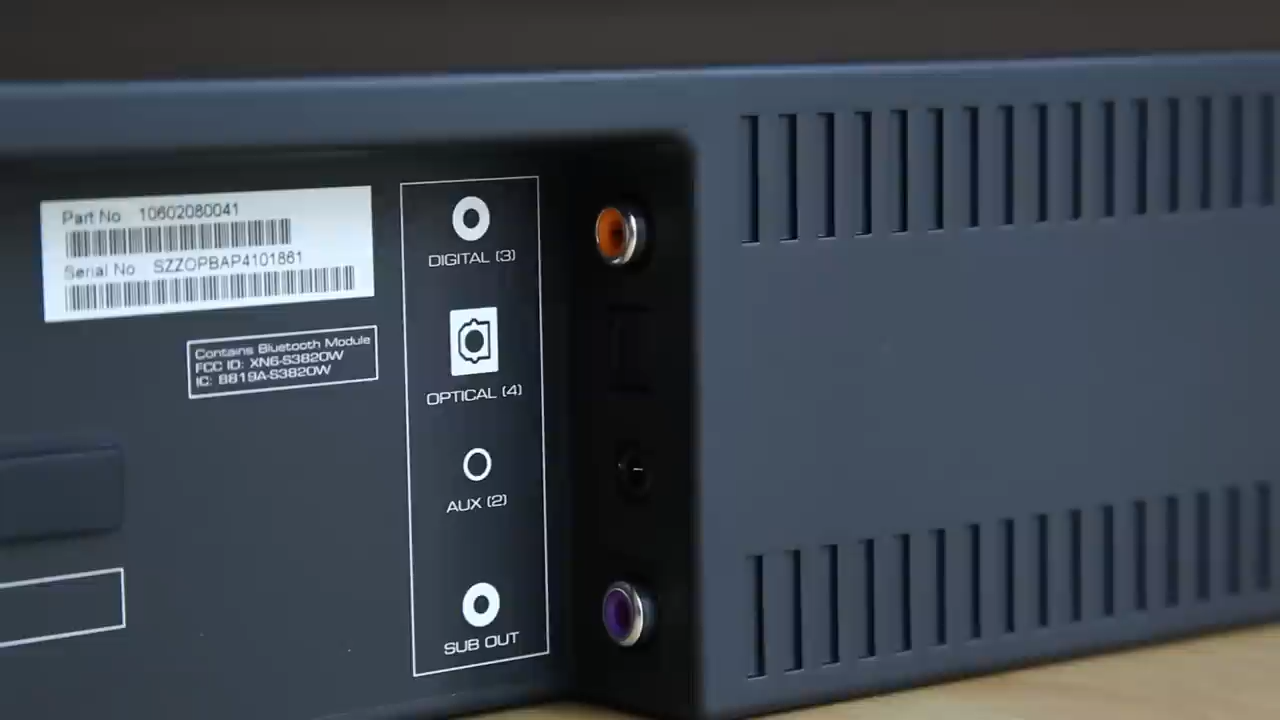 Part No 10602080041
Serial No SZZOPBAP4101861
Contains Bluetooth Module
FCC ID: XN6-S3820W
IC: 8819A-S3820W
DIGITAL (3)
OPTICAL (4)
AUX (2)
SUB OUT